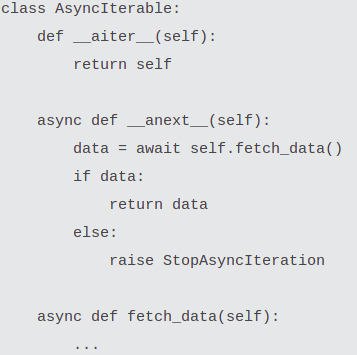 class AsyncIterable:
    def __aiter__(self):
        return self

    async def __anext__(self):
        data = await self.fetch_data()
        if data:
            return data
        else:
            raise StopAsyncIteration

    async def fetch_data(self):
        ...